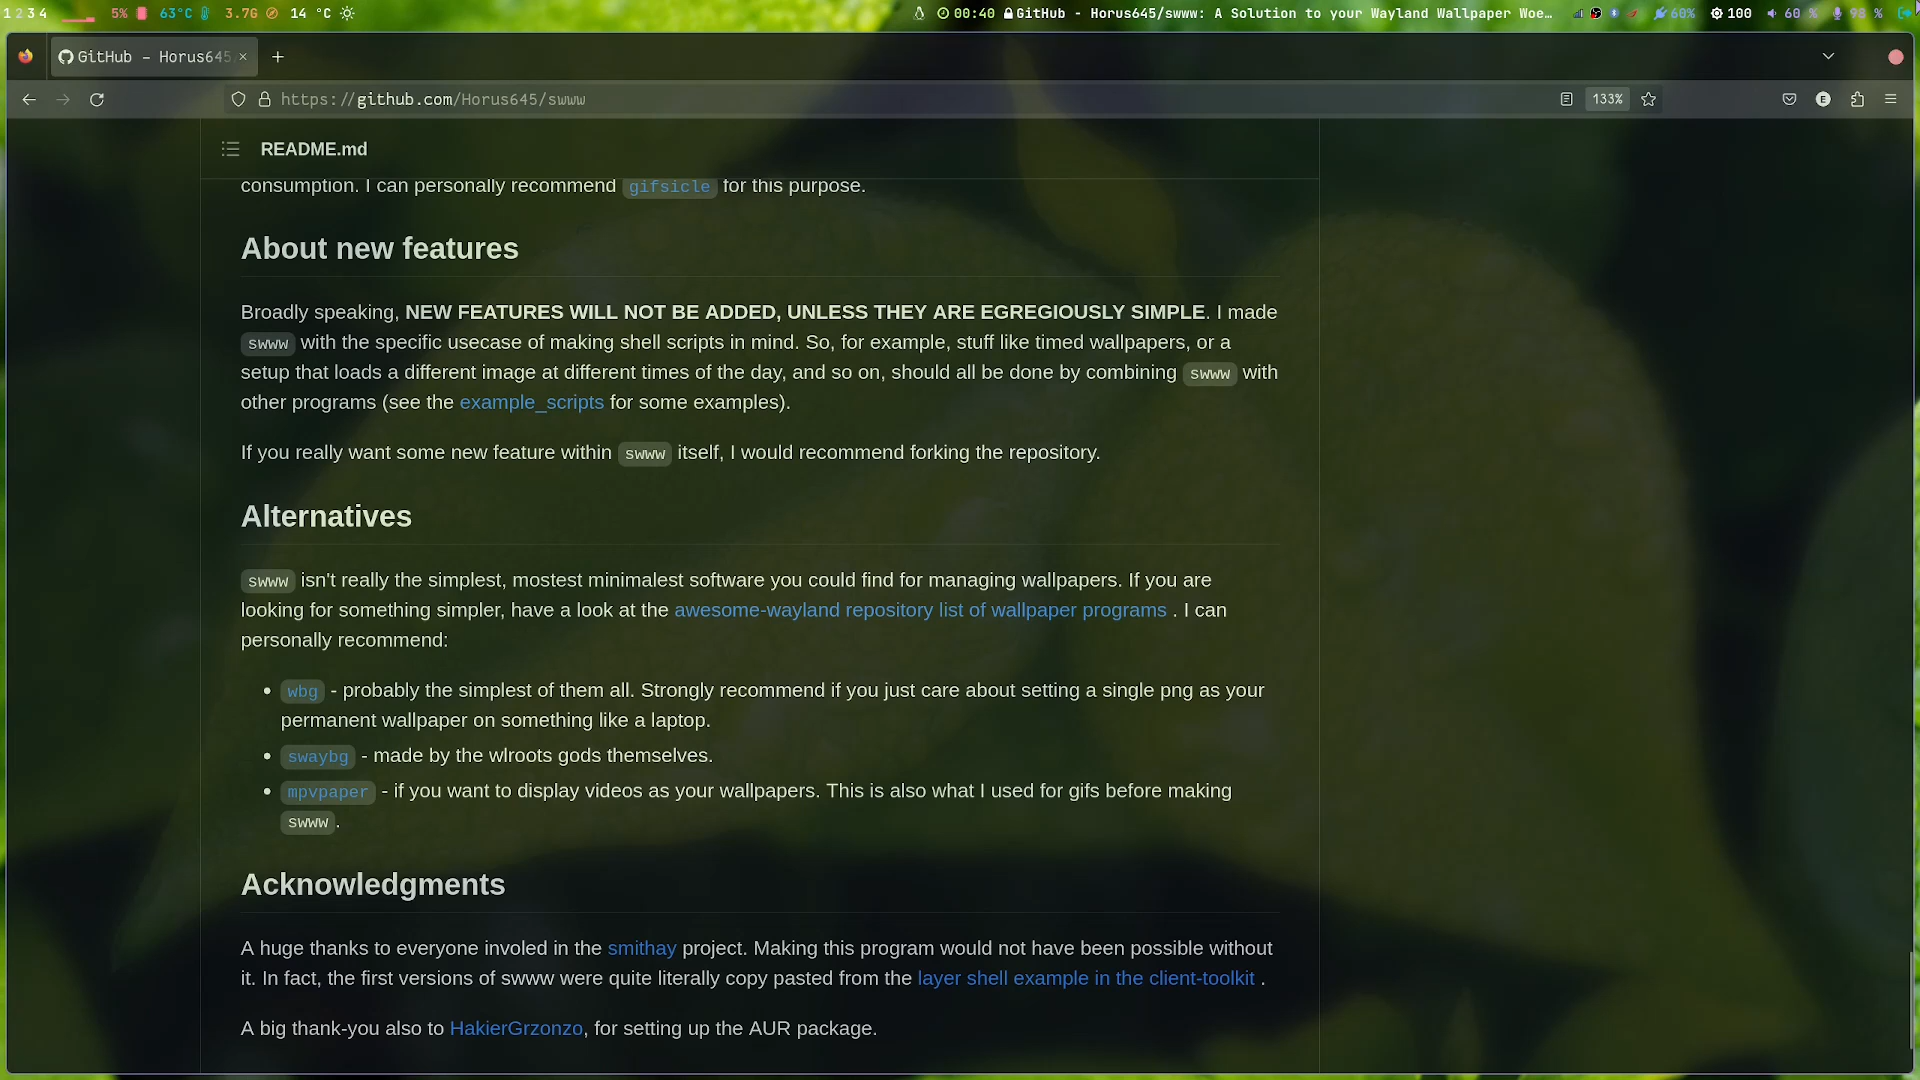 1 2 3 4 5% 63°C 3.7G 14 °C 00:40 GitHub - Horus645/swww: A Solution to your Wayland Wallpaper Woe… 60% 100 60 % 98 %
GitHub – Horus645
https://github.com/Horus645/swww 133% E
README.md
consumption. I can personally recommend gifsicle for this purpose.
About new features
Broadly speaking, NEW FEATURES WILL NOT BE ADDED, UNLESS THEY ARE EGREGIOUSLY SIMPLE. I made
swww with the specific usecase of making shell scripts in mind. So, for example, stuff like timed wallpapers, or a
setup that loads a different image at different times of the day, and so on, should all be done by combining swww with
other programs (see the example_scripts for some examples).
If you really want some new feature within swww itself, I would recommend forking the repository.
Alternatives
swww isn't really the simplest, mostest minimalest software you could find for managing wallpapers. If you are
looking for something simpler, have a look at the awesome-wayland repository list of wallpaper programs . I can
personally recommend:
• wbg - probably the simplest of them all. Strongly recommend if you just care about setting a single png as your
permanent wallpaper on something like a laptop.
• swaybg - made by the wlroots gods themselves.
• mpvpaper - if you want to display videos as your wallpapers. This is also what I used for gifs before making
swww.
Acknowledgments
A huge thanks to everyone involed in the smithay project. Making this program would not have been possible without
it. In fact, the first versions of swww were quite literally copy pasted from the layer shell example in the client-toolkit .
A big thank-you also to HakierGrzonzo, for setting up the AUR package.